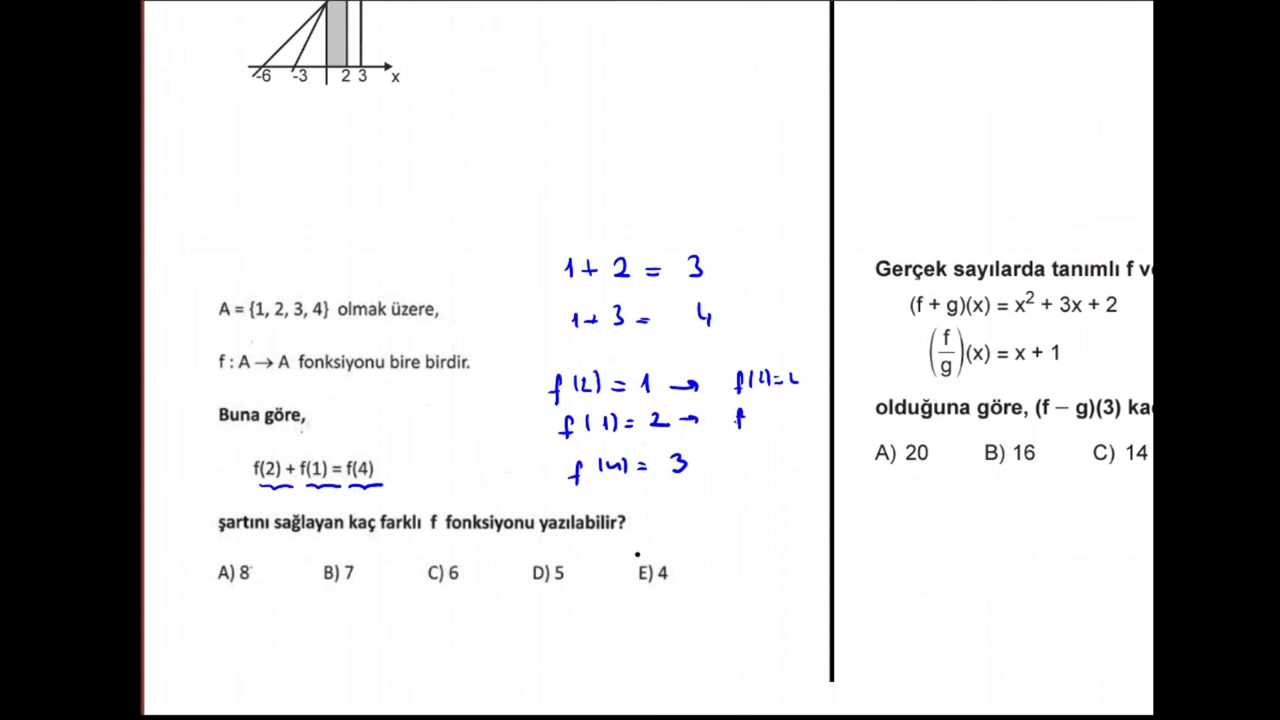 -6 -3 2 3 x
A = {1, 2, 3, 4} olmak üzere,
f : A → A fonksiyonu bire birdir.
Buna göre,
f(2) + f(1) = f(4)
şartını sağlayan kaç farklı f fonksiyonu yazılabilir?
A) 8 B) 7 C) 6 D) 5 E) 4
1 + 2 = 3
1 + 3 = 4
f(2) = 1 → f(2)=2
f(1) = 2 → f
f(4) = 3
Gerçek sayılarda tanımlı f v
(f + g)(x) = x² + 3x + 2
(f/g)(x) = x + 1
olduğuna göre, (f – g)(3) ka
A) 20 B) 16 C) 14